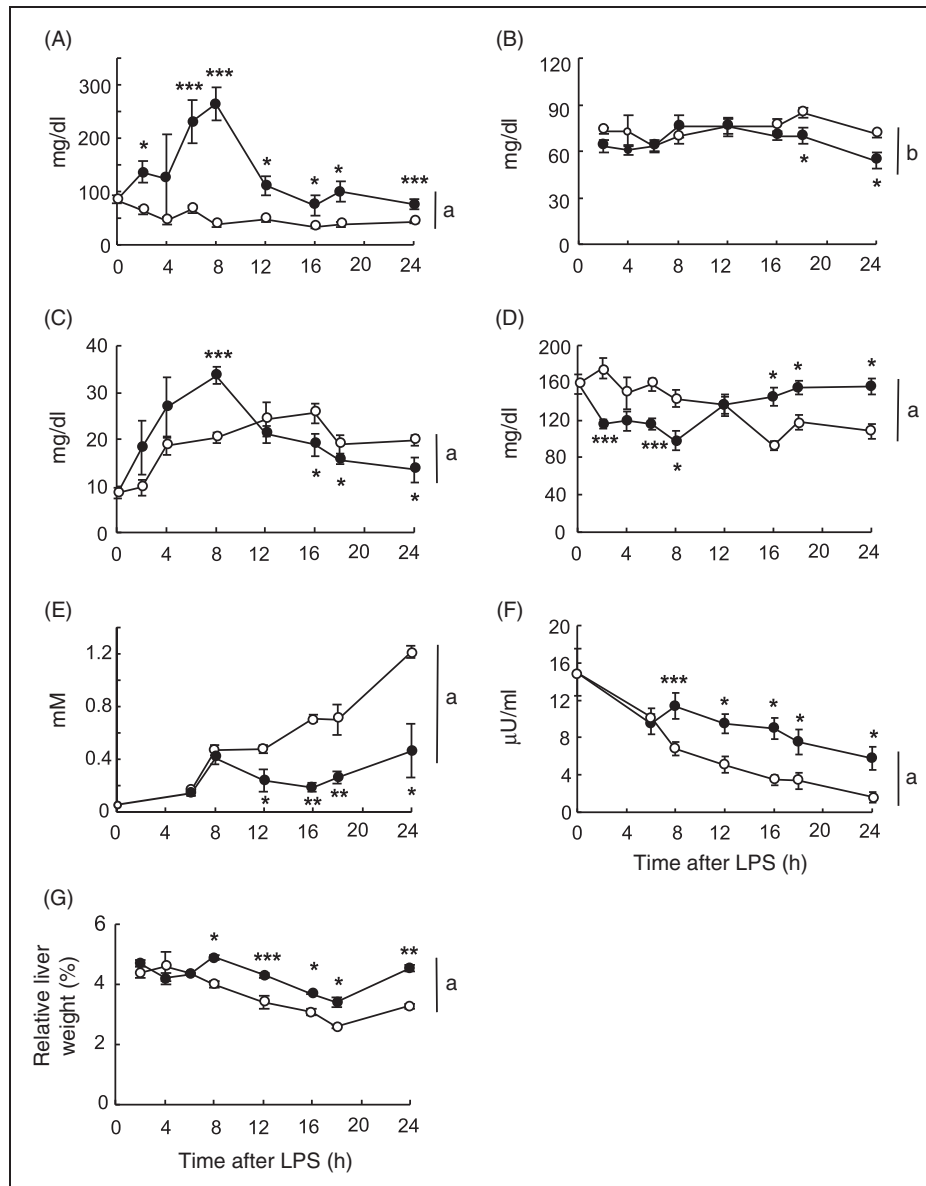 (A)
mg/dl
300
200
100
0
* *** *** * * * ***
a
0 4 8 12 16 20 24
(B)
mg/dl
120
90
60
30
0
* *
b
0 4 8 12 16 20 24
(C)
mg/dl
40
30
20
10
0
*** * * *
a
0 4 8 12 16 20 24
(D)
mg/dl
200
160
120
80
40
0
*** *** * * * *
a
0 4 8 12 16 20 24
(E)
mM
1.2
0.8
0.4
0
* ** ** *
a
0 4 8 12 16 20 24
(F)
μU/ml
20
16
12
8
4
0
*** * * * *
a
0 4 8 12 16 20 24
Time after LPS (h)
(G)
Relative liver
weight (%)
6
4
2
0
* *** * * **
a
0 4 8 12 16 20 24
Time after LPS (h)